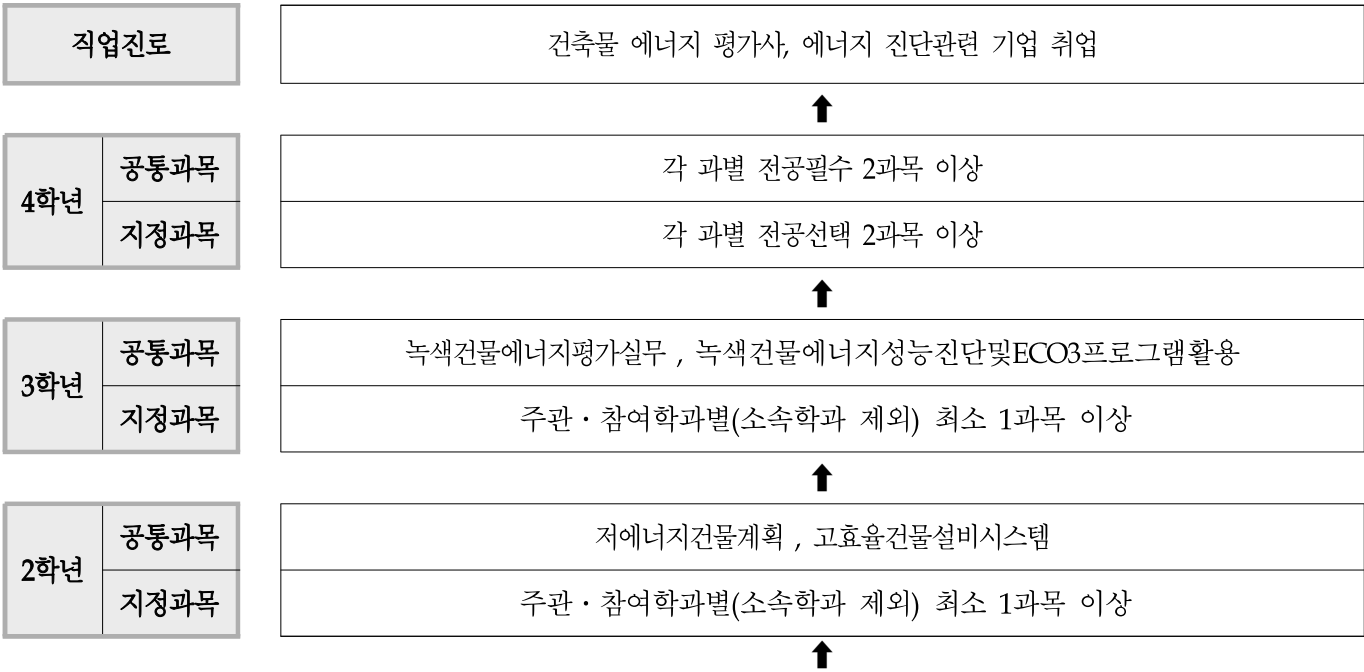 직업진로
건축물 에너지 평가사, 에너지 진단관련 기업 취업
4학년
공통과목
각 과별 전공필수 2과목 이상
지정과목
각 과별 전공선택 2과목 이상
3학년
공통과목
녹색건물에너지평가실무 , 녹색건물에너지성능진단및ECO3프로그램활용
지정과목
주관·참여학과별(소속학과 제외) 최소 1과목 이상
2학년
공통과목
저에너지건물계획 , 고효율건물설비시스템
지정과목
주관·참여학과별(소속학과 제외) 최소 1과목 이상